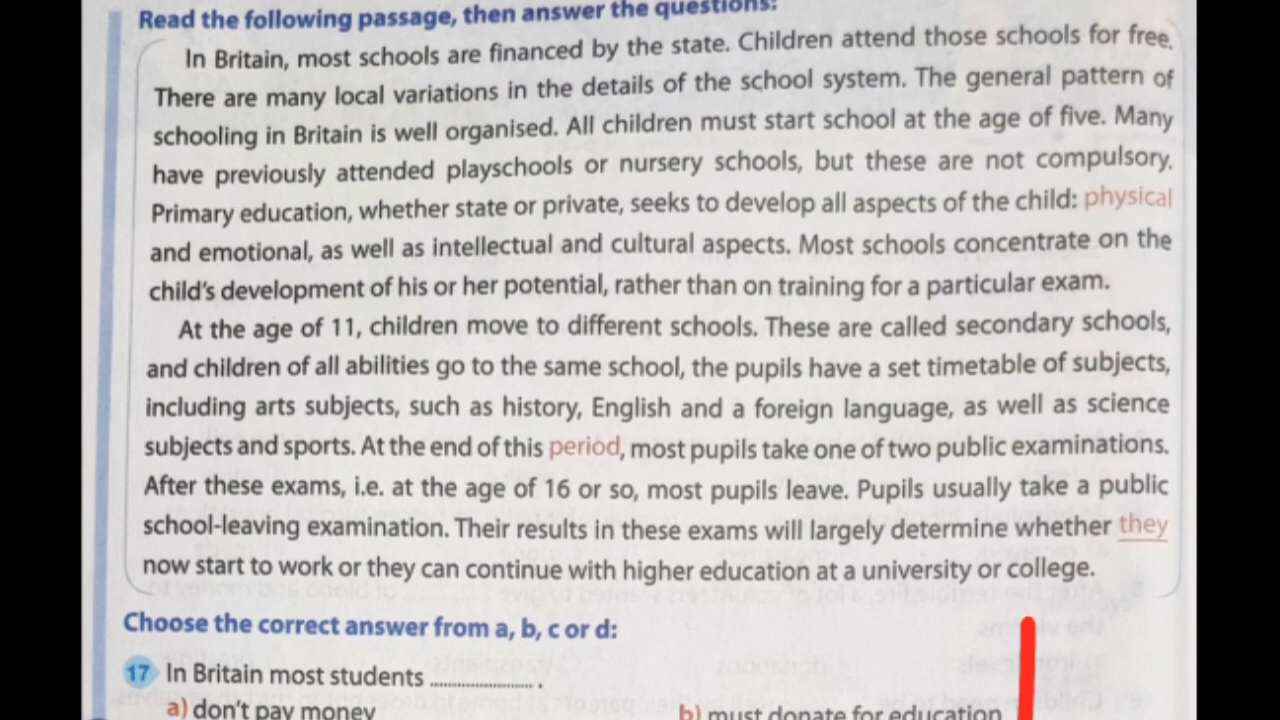 Read the following passage, then answer the questions:
In Britain, most schools are financed by the state. Children attend those schools for free.
There are many local variations in the details of the school system. The general pattern of
schooling in Britain is well organised. All children must start school at the age of five. Many
have previously attended playschools or nursery schools, but these are not compulsory.
Primary education, whether state or private, seeks to develop all aspects of the child: physical
and emotional, as well as intellectual and cultural aspects. Most schools concentrate on the
child's development of his or her potential, rather than on training for a particular exam.
At the age of 11, children move to different schools. These are called secondary schools,
and children of all abilities go to the same school, the pupils have a set timetable of subjects,
including arts subjects, such as history, English and a foreign language, as well as science
subjects and sports. At the end of this period, most pupils take one of two public examinations.
After these exams, i.e. at the age of 16 or so, most pupils leave. Pupils usually take a public
school-leaving examination. Their results in these exams will largely determine whether they
now start to work or they can continue with higher education at a university or college.
Choose the correct answer from a, b, c or d:
17 In Britain most students .................... .
a) don't pay money b) must donate for education